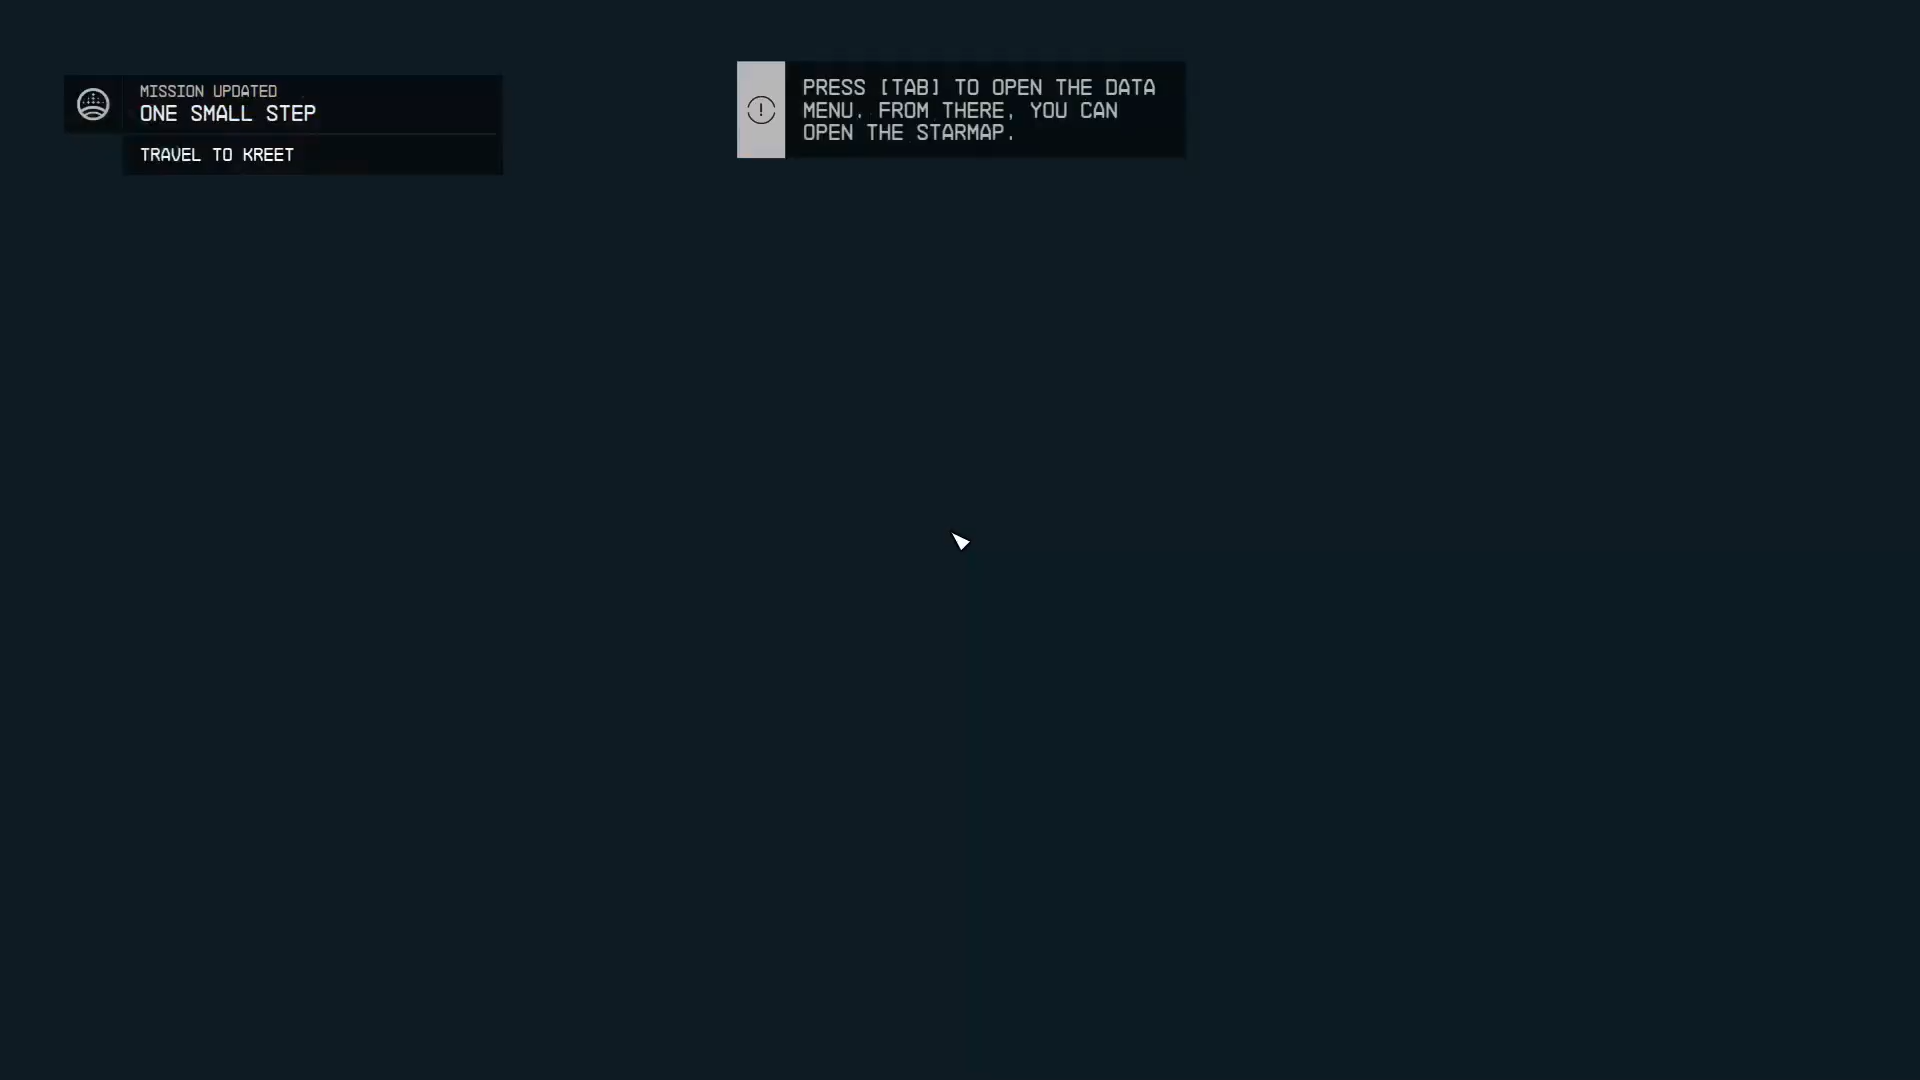 MISSION UPDATED
ONE SMALL STEP
TRAVEL TO KREET
PRESS [TAB] TO OPEN THE DATA
MENU. FROM THERE, YOU CAN
OPEN THE STARMAP.